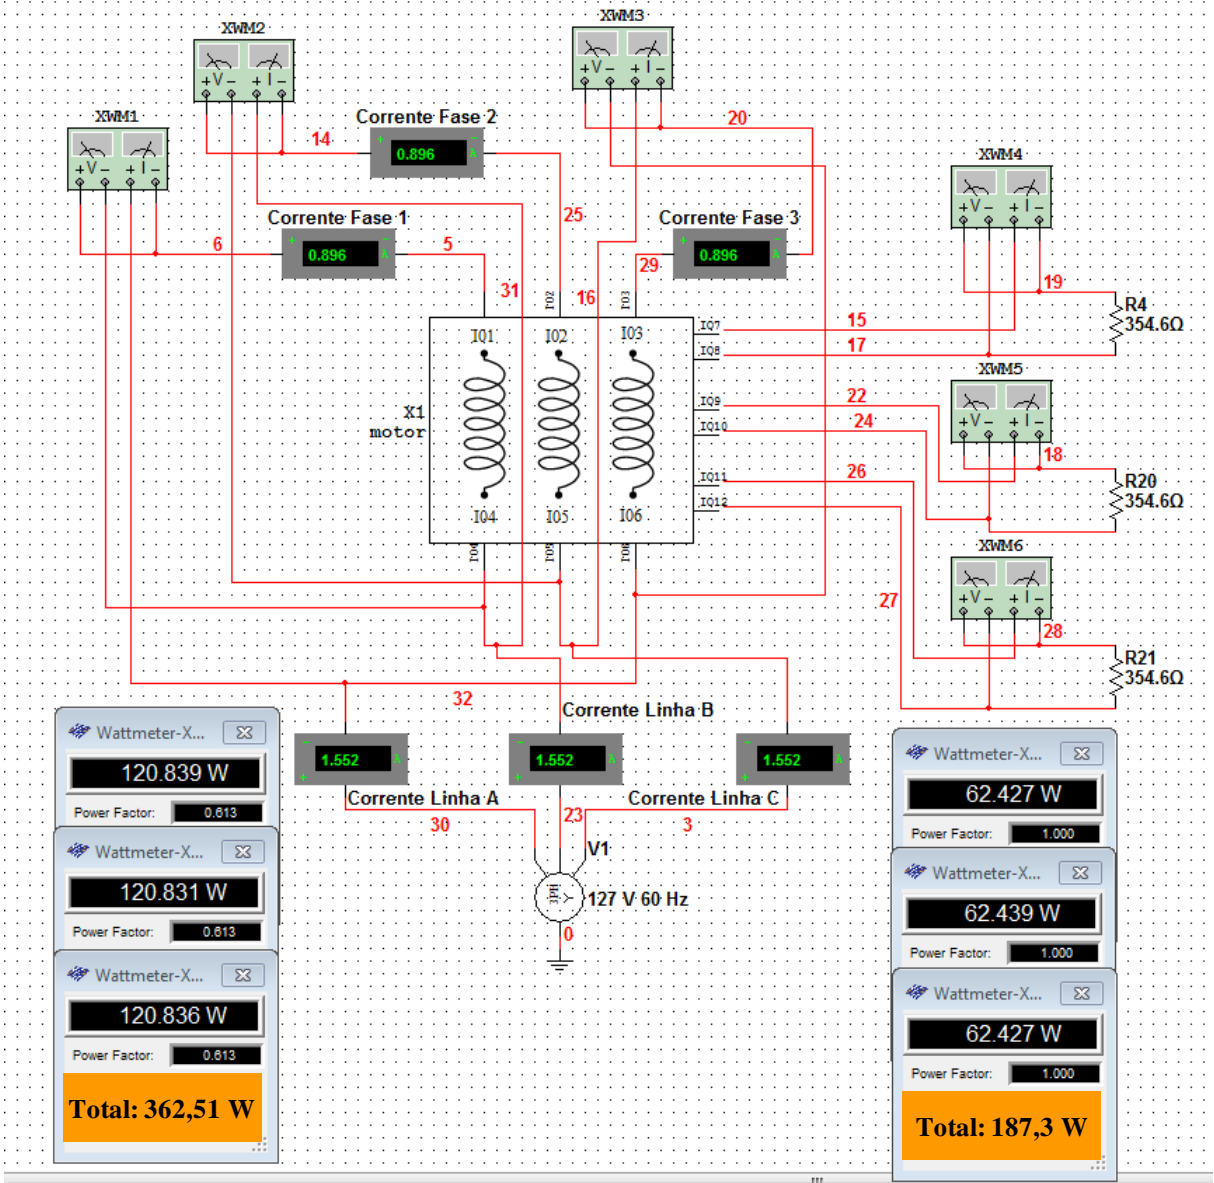 XWM1
+V− +I−
XWM2
+V− +I−
XWM3
+V− +I−
14
Corrente Fase 2
0.896 A
20
25
Corrente Fase 1
6
0.896 A
5
Corrente Fase 3
0.896 A
29
31
16
IO2
IO3
X1
motor
IO1 IO2 IO3
IO4 IO5 IO6
IO4
IO5
IO6
IO7
IO8
IO9
IO10
IO11
IO12
15
17
22
24
26
27
XWM4
+V− +I−
19
R4
354.6Ω
XWM5
+V− +I−
18
R20
354.6Ω
XWM6
+V− +I−
28
R21
354.6Ω
32
Corrente Linha B
1.552 A
1.552 A
1.552 A
Corrente Linha A
Corrente Linha C
30
23
3
V1
3PH
127 V 60 Hz
0
Wattmeter-X...
120.839 W
Power Factor: 0.613
Wattmeter-X...
120.831 W
Power Factor: 0.613
Wattmeter-X...
120.836 W
Power Factor: 0.613
Total: 362,51 W
Wattmeter-X...
62.427 W
Power Factor: 1.000
Wattmeter-X...
62.439 W
Power Factor: 1.000
Wattmeter-X...
62.427 W
Power Factor: 1.000
Total: 187,3 W